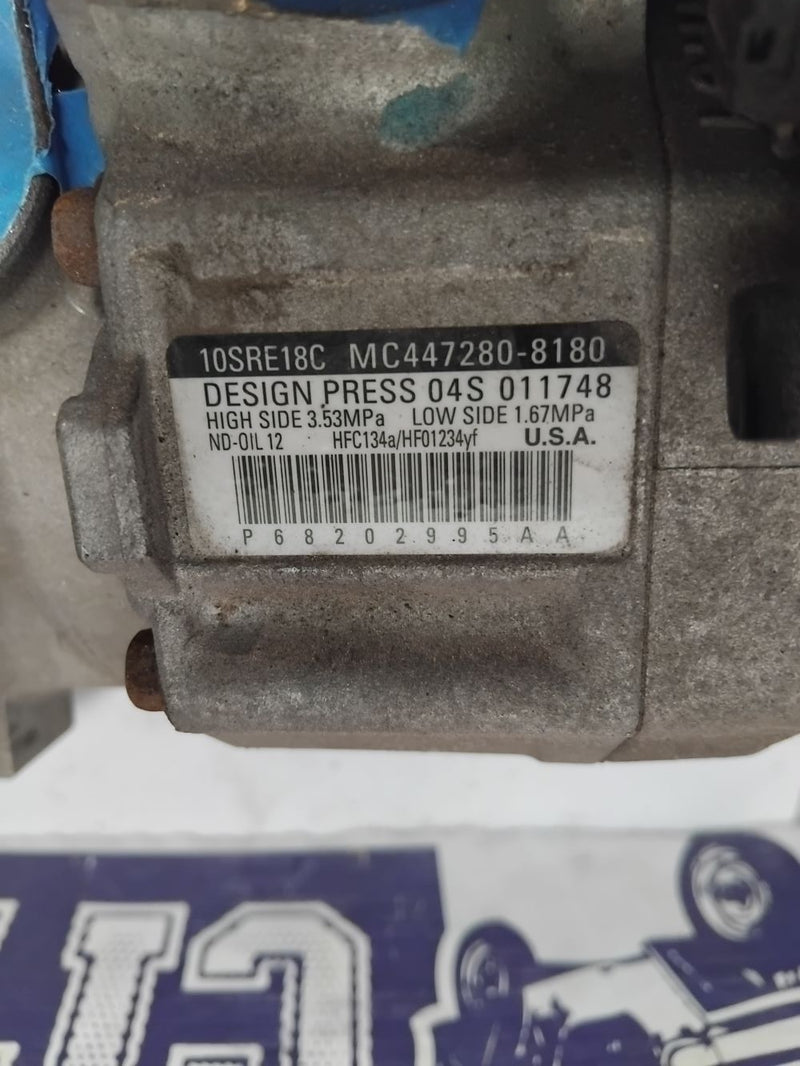 10SRE18C MC447280-8180
DESIGN PRESS 04S 011748
HIGH SIDE 3.53MPa LOW SIDE 1.67MPa
ND-OIL 12 HFC134a/HFO1234yf U.S.A.
P68202995AA